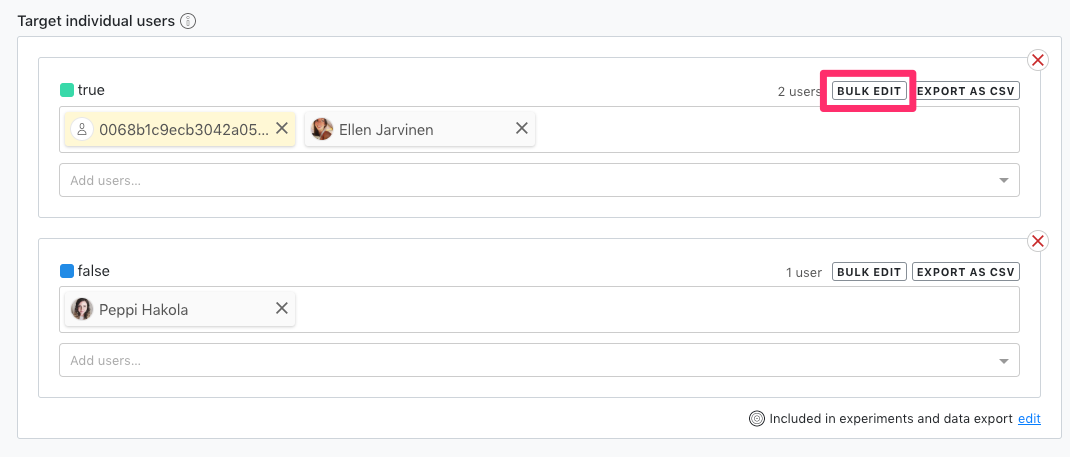 Target individual users
true
2 users BULK EDIT EXPORT AS CSV
0068b1c9ecb3042a05... Ellen Jarvinen
Add users...
false
1 user BULK EDIT EXPORT AS CSV
Peppi Hakola
Add users...
Included in experiments and data export edit